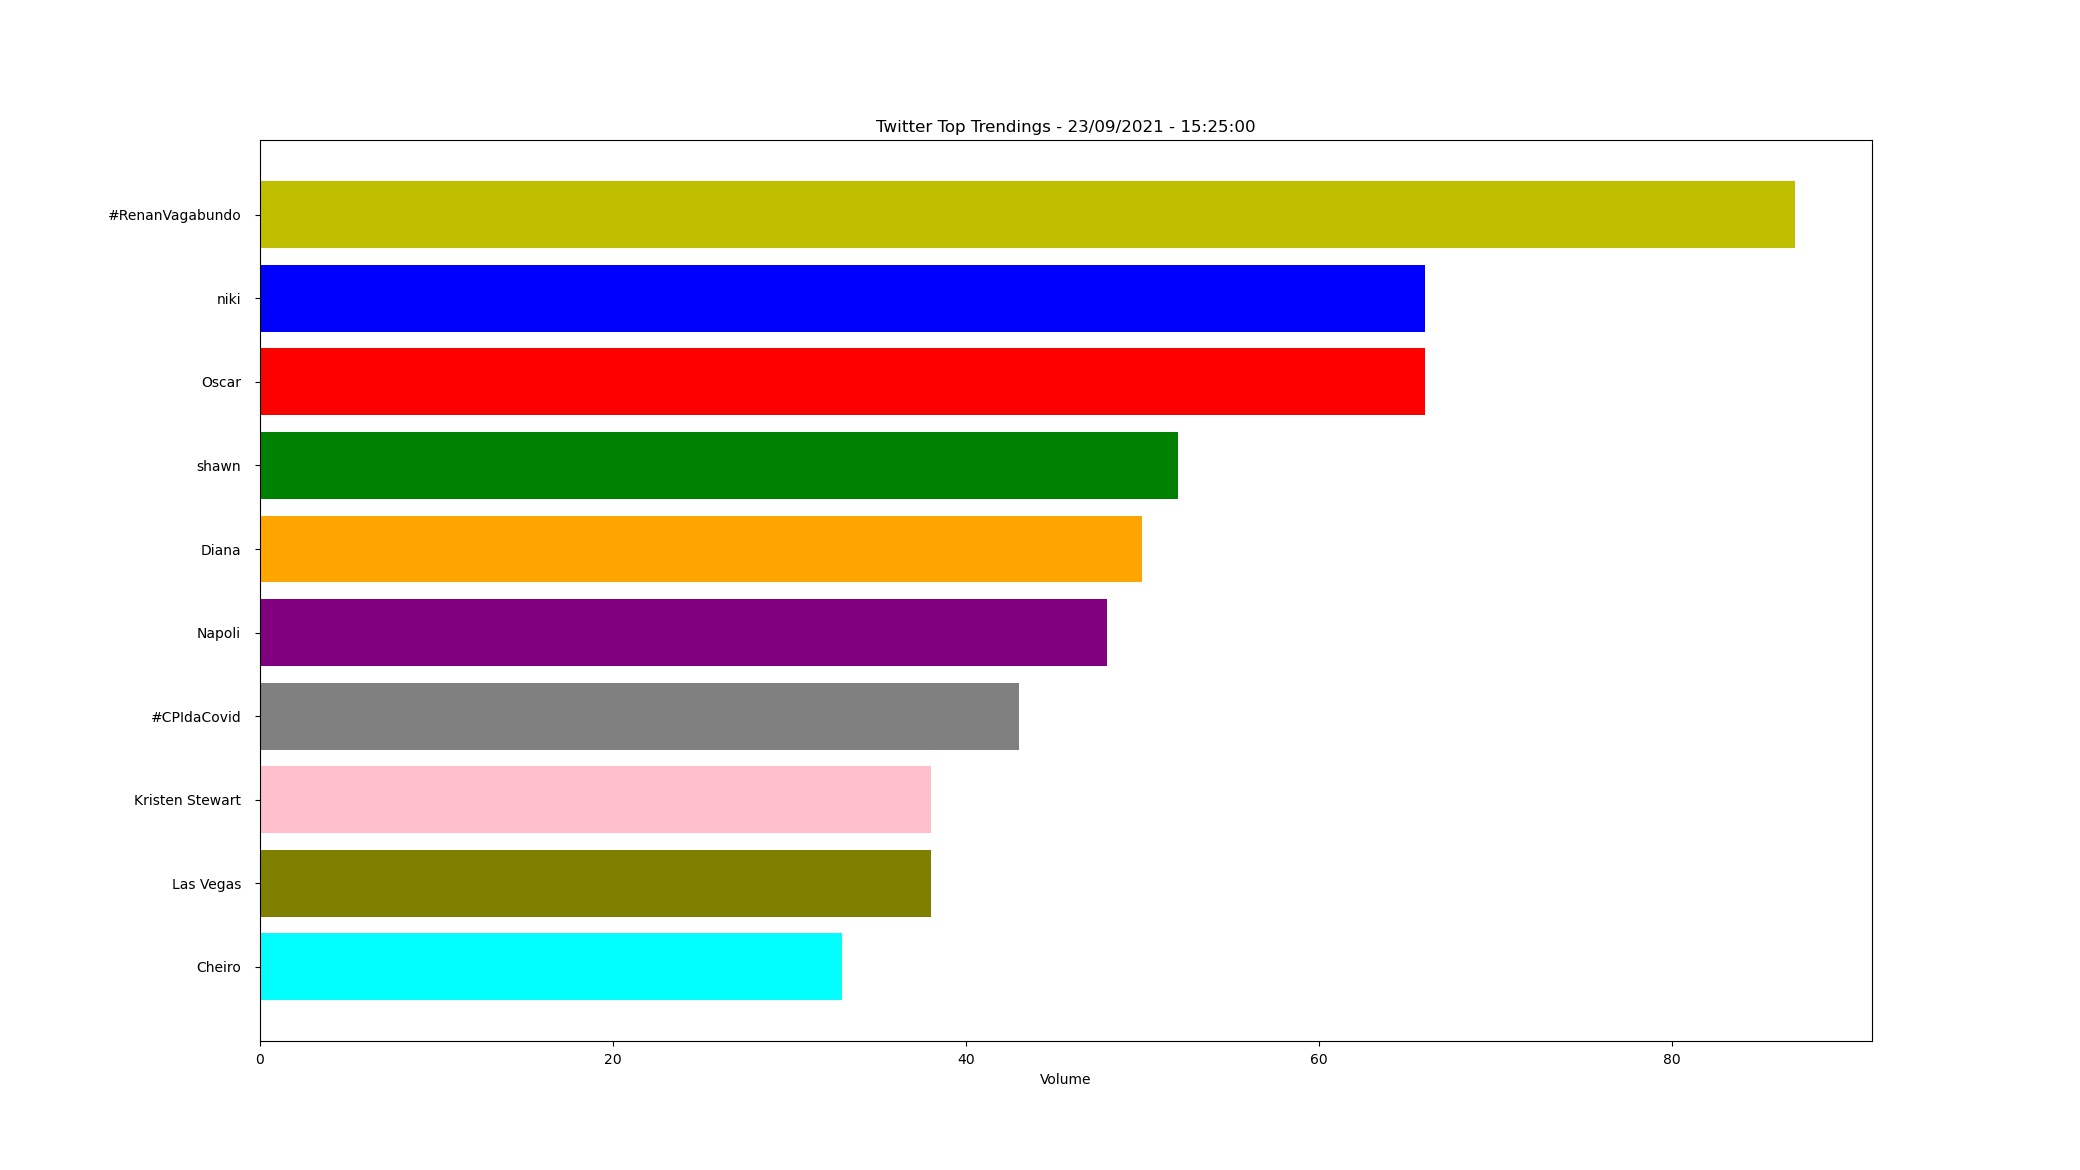 Twitter Top Trendings - 23/09/2021 - 15:25:00
#RenanVagabundo
niki
Oscar
shawn
Diana
Napoli
#CPIdaCovid
Kristen Stewart
Las Vegas
Cheiro
0 20 40 60 80
Volume